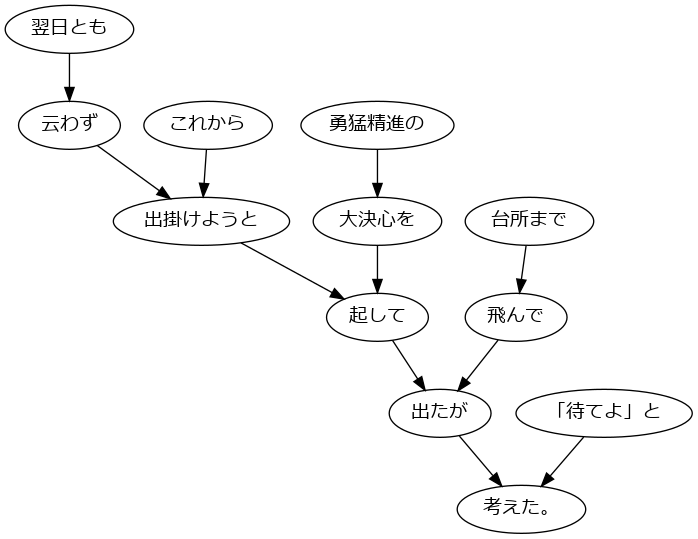 翌日とも
云わず
これから
勇猛精進の
出掛けようと
大決心を
台所まで
起して
飛んで
出たが
「待てよ」と
考えた。